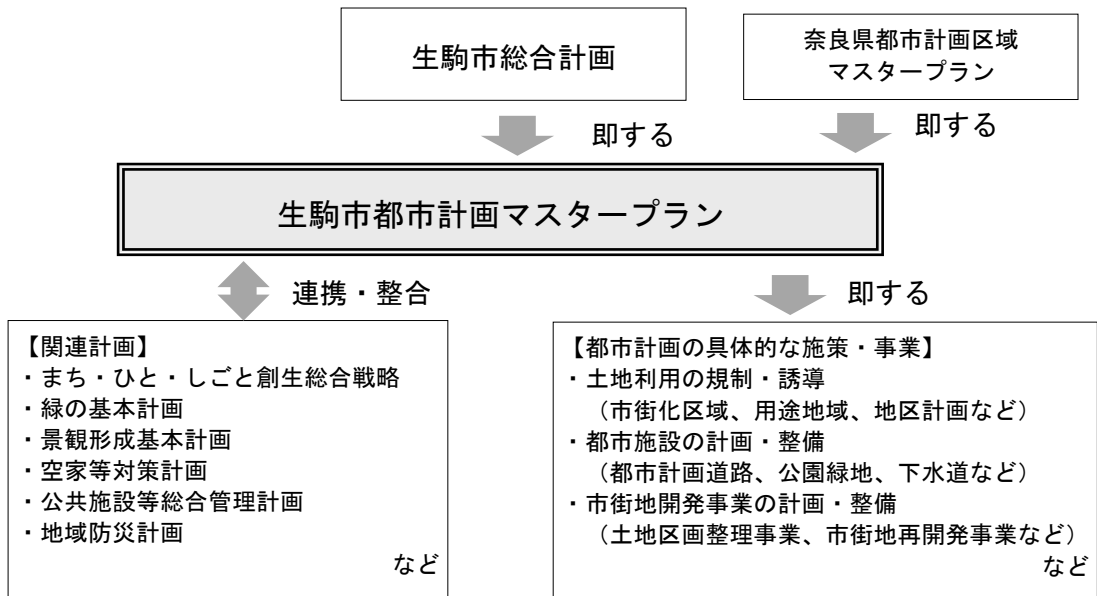 生駒市総合計画
奈良県都市計画区域
マスタープラン
即する
即する
生駒市都市計画マスタープラン
連携・整合
即する
【関連計画】
・まち・ひと・しごと創生総合戦略
・緑の基本計画
・景観形成基本計画
・空家等対策計画
・公共施設等総合管理計画
・地域防災計画
など
【都市計画の具体的な施策・事業】
・土地利用の規制・誘導
（市街化区域、用途地域、地区計画など）
・都市施設の計画・整備
（都市計画道路、公園緑地、下水道など）
・市街地開発事業の計画・整備
（土地区画整理事業、市街地再開発事業など）
など